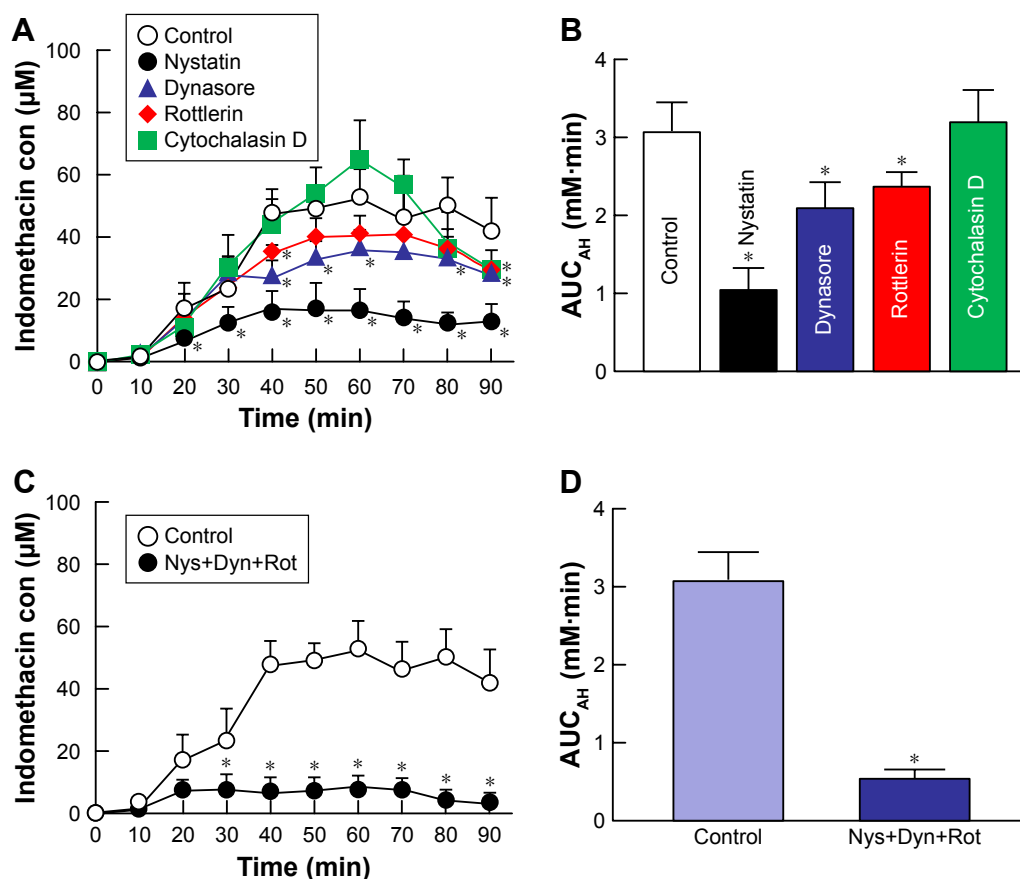 A
Indomethacin con (µM)
100
80
60
40
20
0
Control
Nystatin
Dynasore
Rottlerin
Cytochalasin D
* * * * * * * *
* * * * * *
0 10 20 30 40 50 60 70 80 90
Time (min)
B
AUC_AH (mM·min)
4
3
2
1
0
Control
* Nystatin
*
Dynasore
*
Rottlerin
Cytochalasin D
C
Indomethacin con (µM)
100
80
60
40
20
0
Control
Nys+Dyn+Rot
* * * * * * *
0 10 20 30 40 50 60 70 80 90
Time (min)
D
AUC_AH (mM·min)
4
3
2
1
0
*
Control Nys+Dyn+Rot